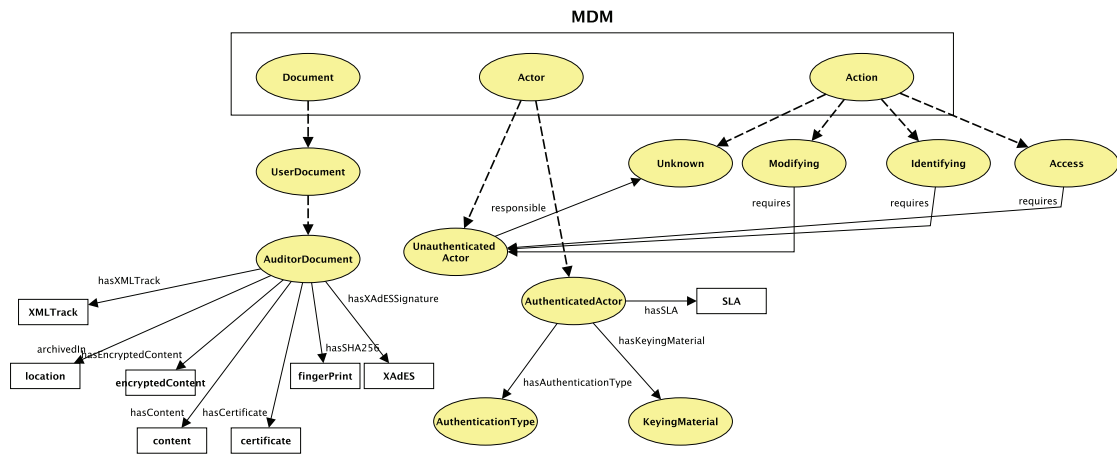 MDM
Document
Actor
Action
UserDocument
Unknown
Modifying
Identifying
Access
responsible
requires
requires
requires
AuditorDocument
Unauthenticated
Actor
hasXMLTrack
hasXAdESSignature
XMLTrack
AuthenticatedActor
hasSLA
SLA
archivedIn
hasEncryptedContent
hasSHA256
hasKeyingMaterial
location
encryptedContent
fingerPrint
XAdES
hasAuthenticationType
hasContent
hasCertificate
AuthenticationType
KeyingMaterial
content
certificate